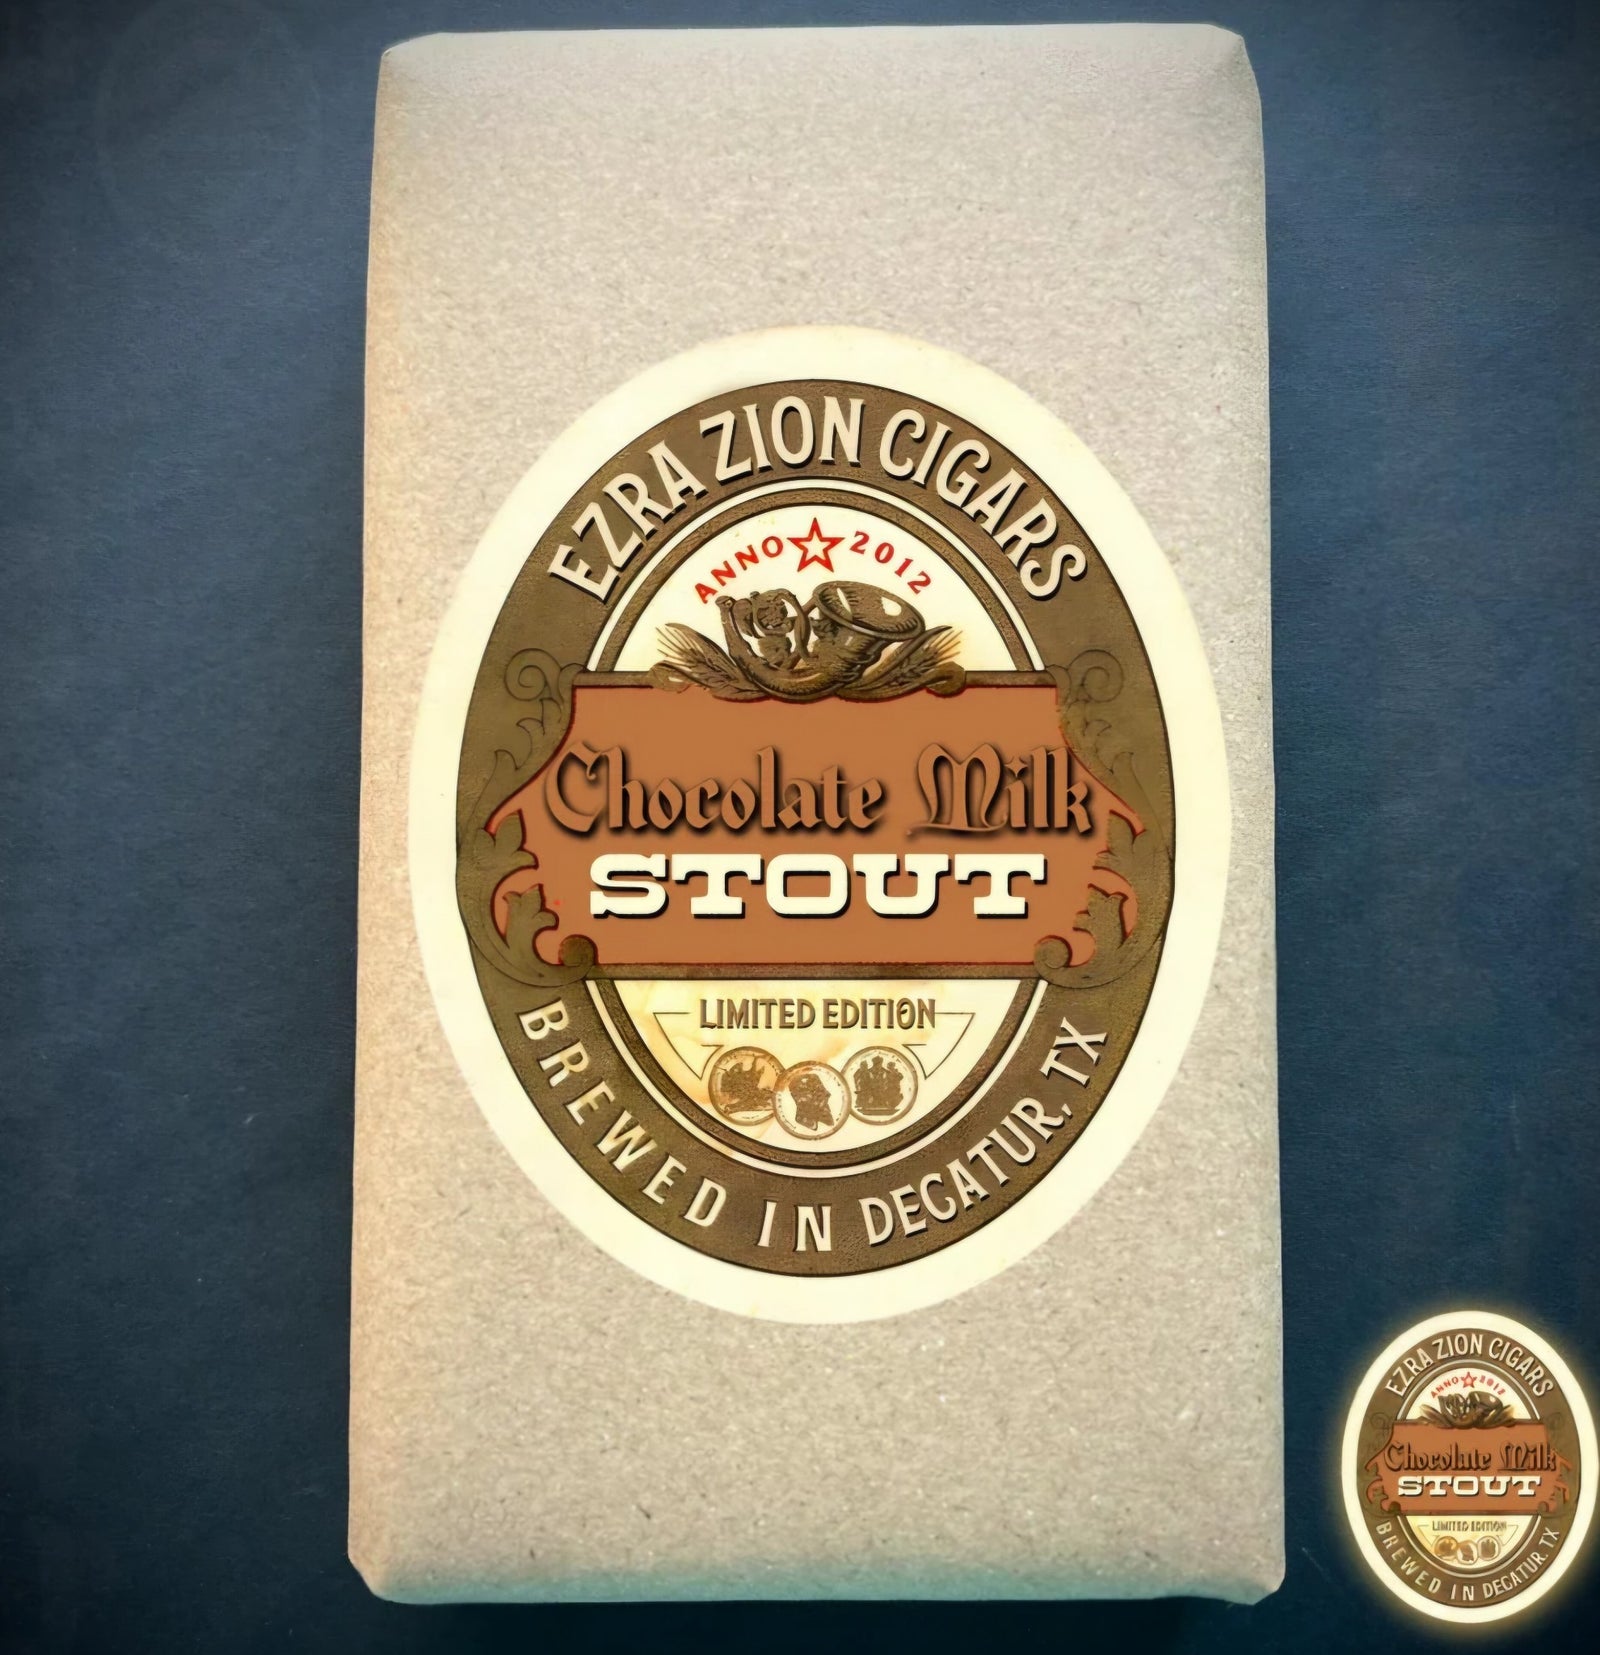 EZRA ZION CIGARS
ANNO 2012
Chocolate Milk
STOUT
LIMITED EDITION
BREWED IN DECATUR, TX
EZRA ZION CIGARS
ANNO 2012
Chocolate Milk
STOUT
LIMITED EDITION
BREWED IN DECATUR, TX